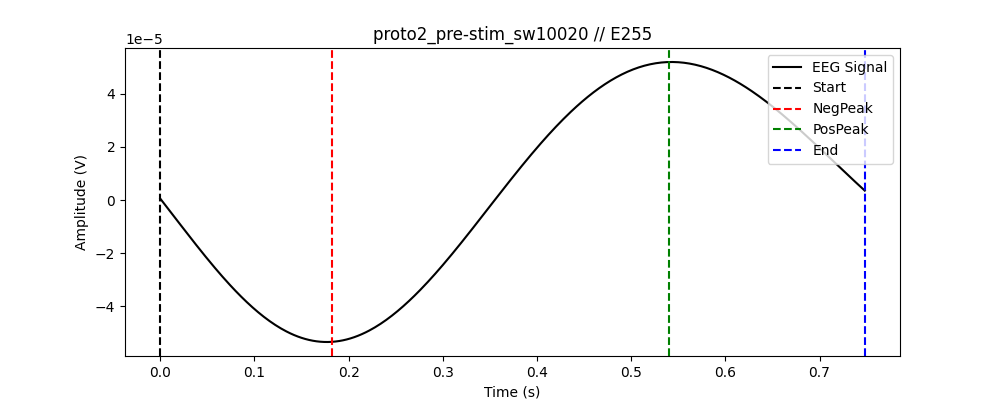 proto2_pre-stim_sw10020 // E255
1e−5
EEG Signal
Start
NegPeak
PosPeak
End
4
2
0
−2
−4
Amplitude (V)
0.0 0.1 0.2 0.3 0.4 0.5 0.6 0.7
Time (s)